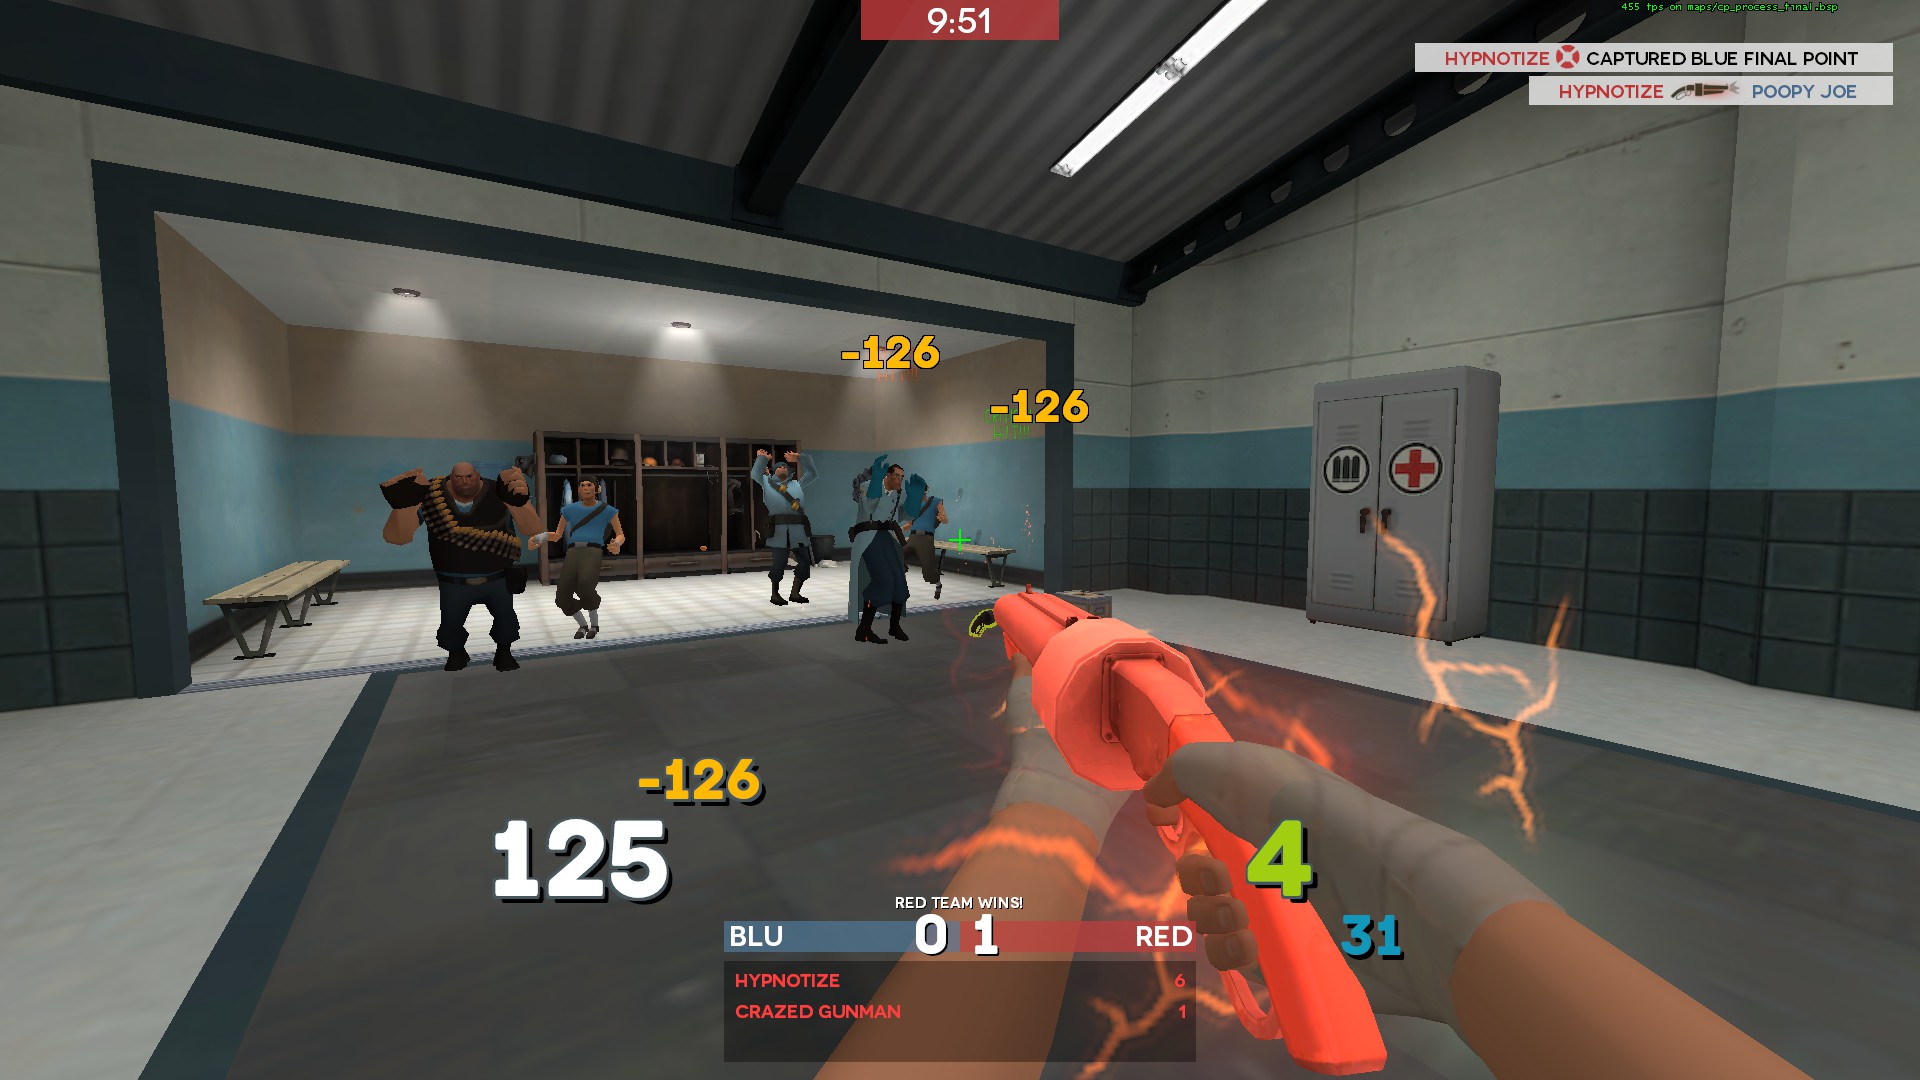 455 fps on maps/cp_process_final.bsp
9:51
HYPNOTIZE CAPTURED BLUE FINAL POINT
HYPNOTIZE POOPY JOE
-126
-126
-126
125
4
31
RED TEAM WINS!
BLU 0 1 RED
HYPNOTIZE 6
CRAZED GUNMAN 1